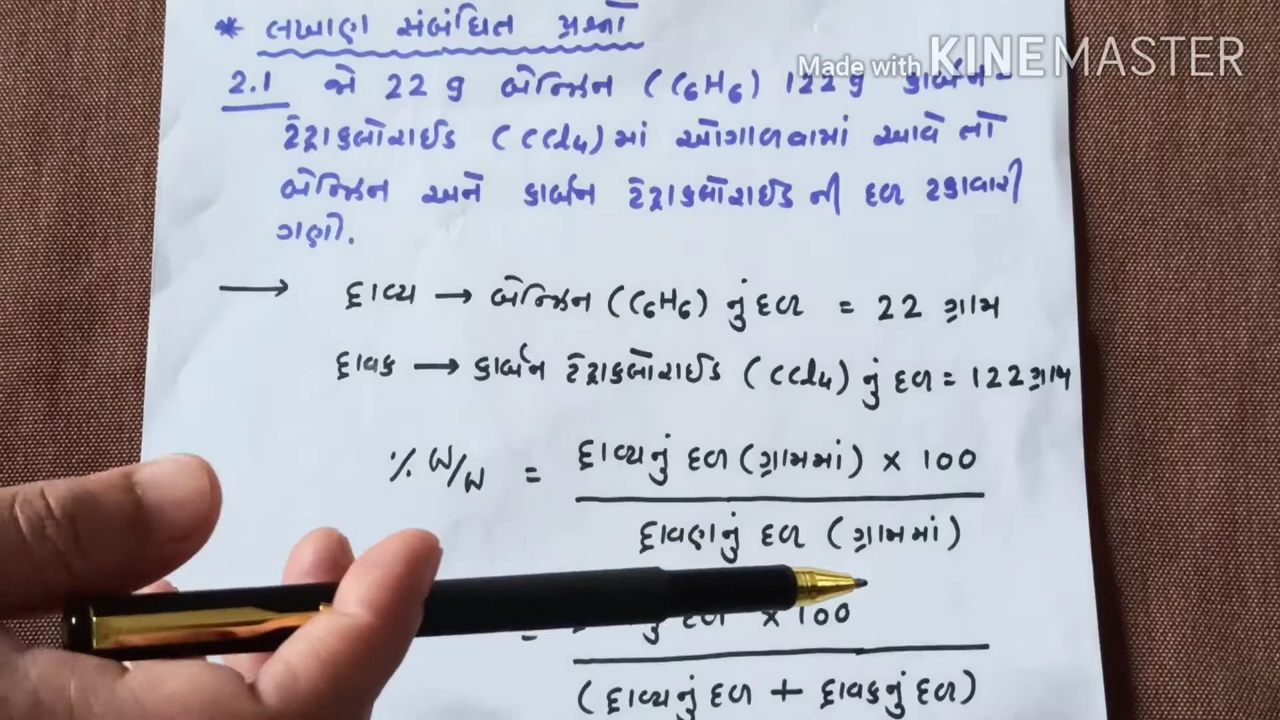 * લખાણ સંબંધિત પ્રશ્નો
Made with KINEMASTER
2.1 જો 22 g બેન્ઝિન (C6H6) 122 g કાર્બન-
ટેટ્રાક્લોરાઈડ (CCl4) માં ઓગાળવામાં આવે તો
બેન્ઝિન અને કાર્બન ટેટ્રાક્લોરાઈડ ની દળ ટકાવારી
ગણો.
→ દ્રાવ્ય → બેન્ઝિન (C6H6) નું દળ = 22 ગ્રામ
દ્રાવક → કાર્બન ટેટ્રાક્લોરાઈડ (CCl4) નું દળ = 122 ગ્રામ
% W/W = દ્રાવ્યનું દળ (ગ્રામમાં) × 100
દ્રાવણનું દળ (ગ્રામમાં)
= દળ × 100
(દ્રાવ્યનું દળ + દ્રાવકનું દળ)